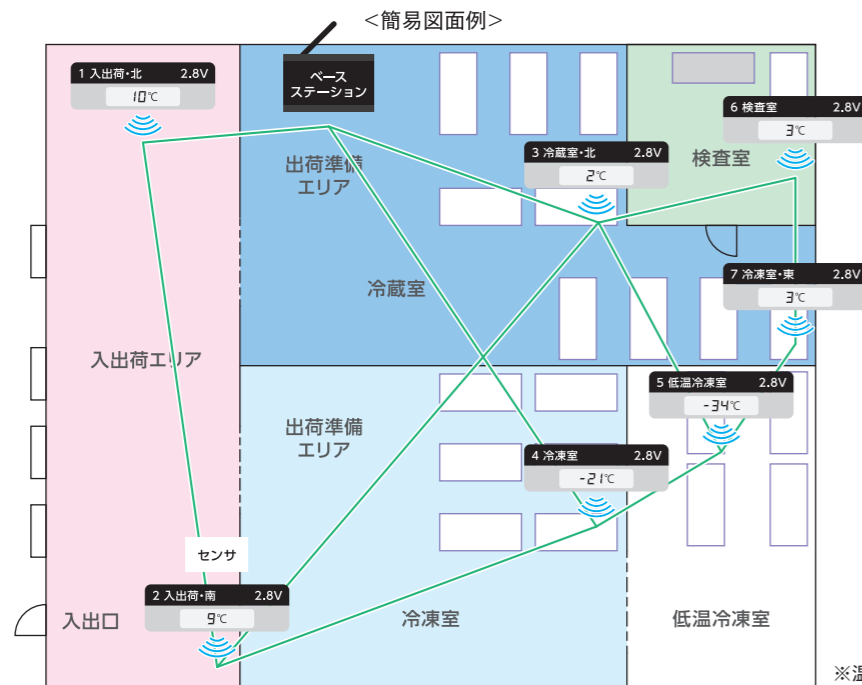 <簡易図面例>
1 入出荷・北 2.8V
10℃
ベース
ステーション
6 検査室 2.8V
3℃
3 冷蔵室・北 2.8V
2℃
検査室
出荷準備
エリア
冷蔵室
7 冷凍室・東 2.8V
3℃
入出荷エリア
5 低温冷凍室 2.8V
-34℃
出荷準備
エリア
4 冷凍室 2.8V
-21℃
センサ
2 入出荷・南 2.8V
9℃
入出口
冷凍室
低温冷凍室
※温